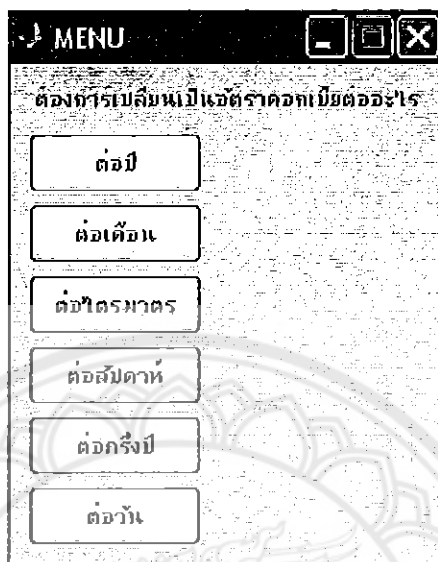 MENU
ต้องการเปลี่ยนเป็นอัตราดอกเบี้ยต่ออะไร
ต่อปี
ต่อเดือน
ต่อไตรมาตร
ต่อสัปดาห์
ต่อครึ่งปี
ต่อวัน